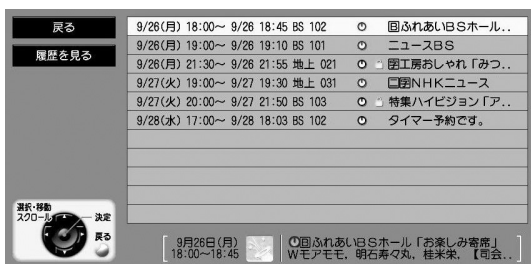 戻る
履歴を見る
9/26(月) 18:00～ 9/26 18:45 BS 102 回ふれあいBSホール..
9/26(月) 19:00～ 9/26 19:10 BS 101 ニュースBS
9/26(月) 21:30～ 9/26 21:55 地上 021 字工房おしゃれ「みつ..
9/27(火) 19:00～ 9/27 19:30 地上 031 二字NHKニュース
9/27(火) 20:00～ 9/27 21:50 BS 103 特集ハイビジョン「ア..
9/28(水) 17:00～ 9/28 18:03 BS 102 タイマー予約です。
選択・移動
スクロール
決定
戻る
9月26日(月)
18:00～18:45
回ふれあいBSホール「お楽しみ寄席」
Wモアモエ，明石寿々丸，桂米栄，【司会..